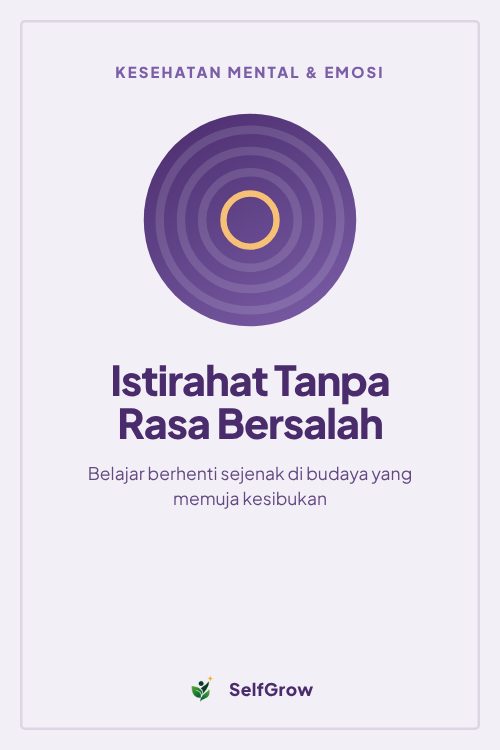 KESEHATAN MENTAL & EMOSI
Istirahat Tanpa
Rasa Bersalah
Belajar berhenti sejenak di budaya yang
memuja kesibukan
SelfGrow